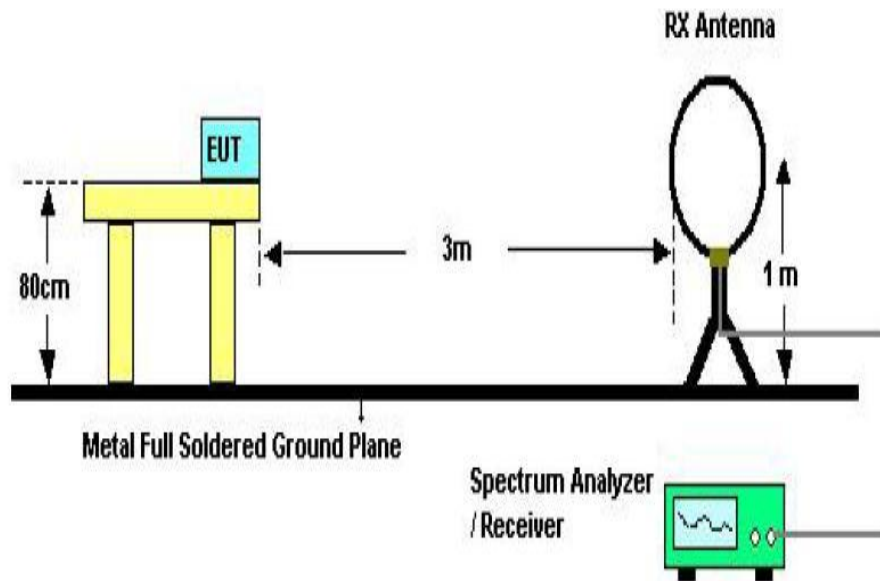 RX Antenna
EUT
3m
80cm
1 m
Metal Full Soldered Ground Plane
Spectrum Analyzer
/ Receiver